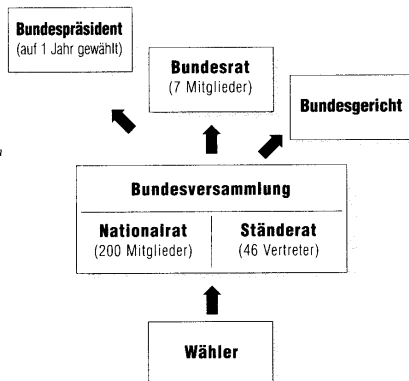 Bundespräsident
(auf 1 Jahr gewählt)
Bundesrat
(7 Mitglieder)
Bundesgericht
Bundesversammlung
Nationalrat
(200 Mitglieder)
Ständerat
(46 Vertreter)
Wähler